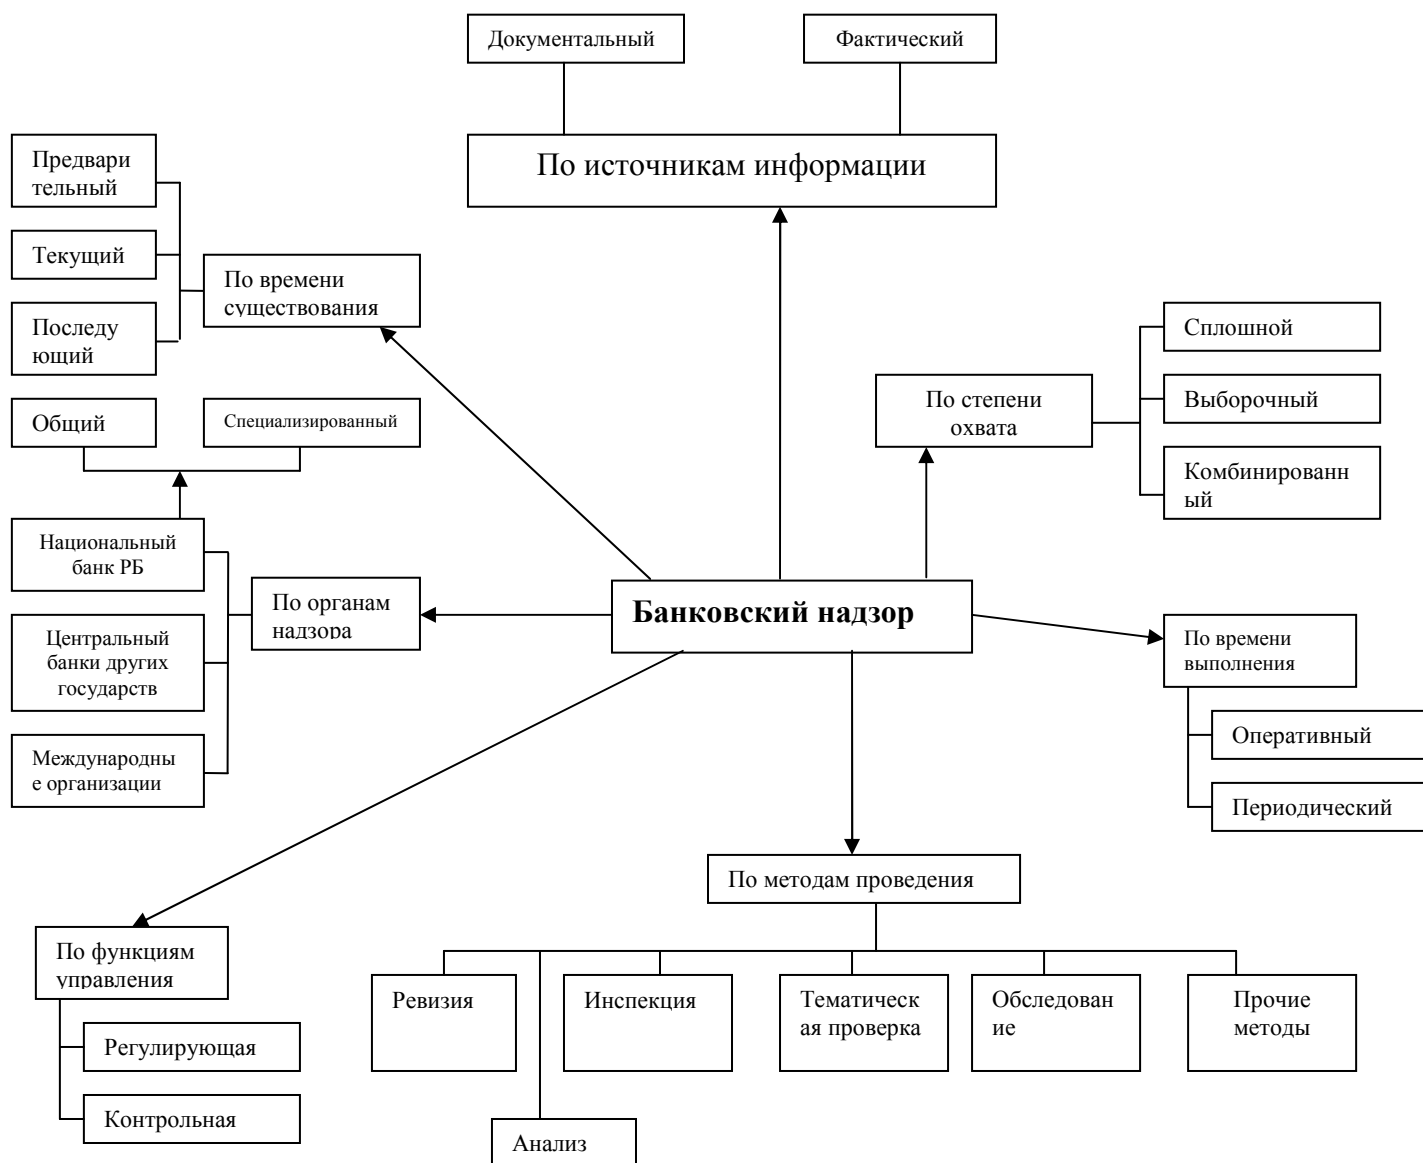 Документальный
Фактический
По источникам информации
Предвари
тельный
Текущий
Последу
ющий
По времени
существования
Общий
Специализированный
Национальный
банк РБ
Центральный
банки других
государств
Международны
е организации
По органам
надзора
Банковский надзор
По степени
охвата
Сплошной
Выборочный
Комбинированн
ый
По времени
выполнения
Оперативный
Периодический
По методам проведения
Ревизия
Инспекция
Тематическ
ая проверка
Обследован
ие
Прочие
методы
Анализ
По функциям
управления
Регулирующая
Контрольная